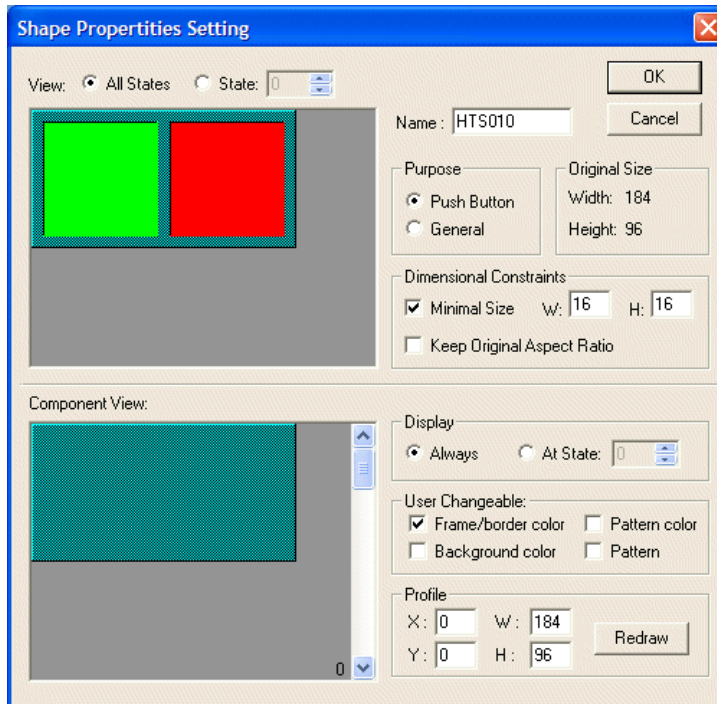 Shape Propertities Setting
View: All States State: 0
OK
Name : HTS010
Cancel
Purpose
Push Button
General
Original Size
Width: 184
Height: 96
Dimensional Constraints
Minimal Size W: 16 H: 16
Keep Original Aspect Ratio
Component View:
0
Display
Always At State: 0
User Changeable:
Frame/border color Pattern color
Background color Pattern
Profile
X : 0 W : 184
Y : 0 H : 96
Redraw